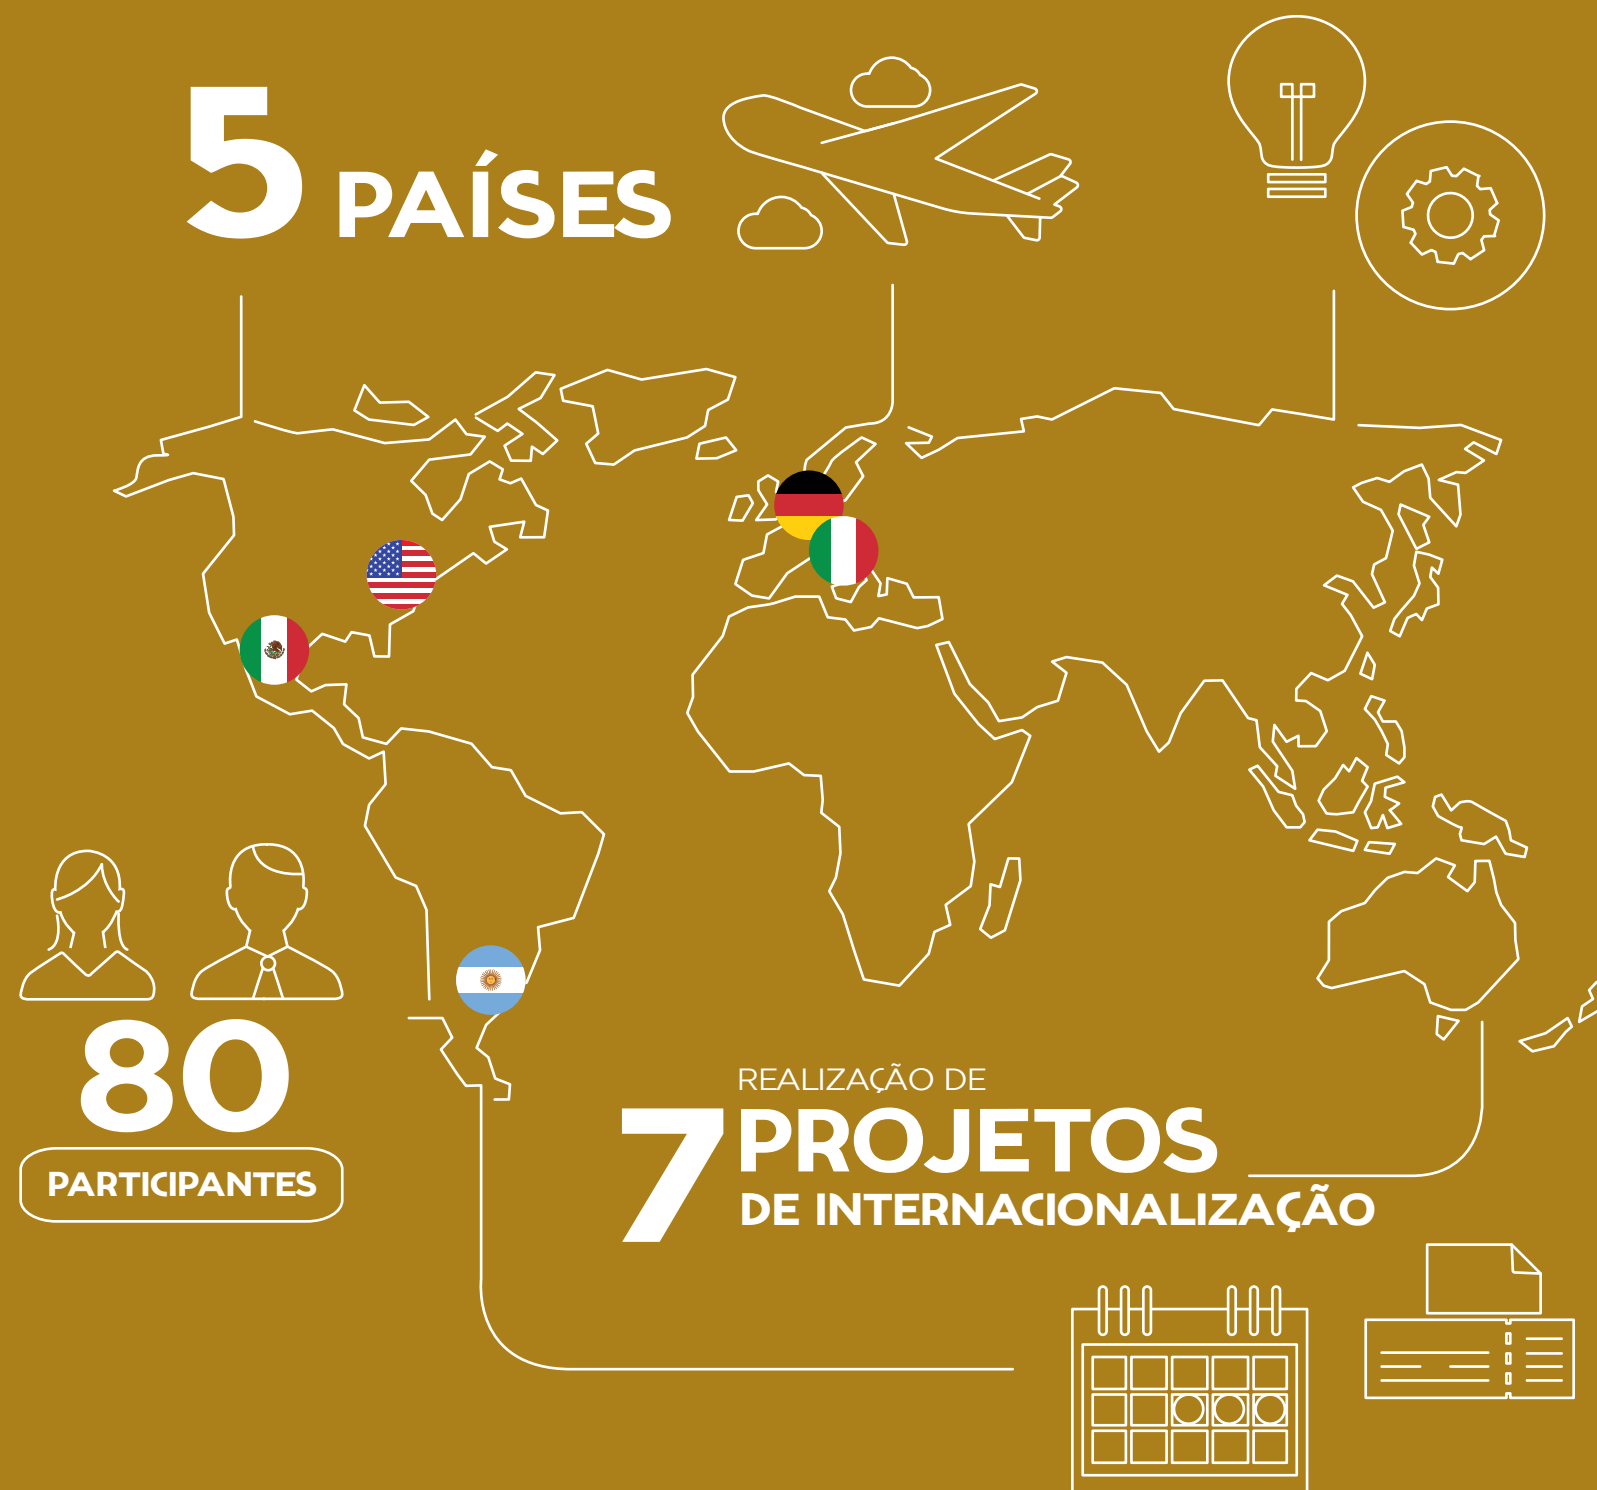 5 PAÍSES
80
PARTICIPANTES
REALIZAÇÃO DE
7 PROJETOS
DE INTERNACIONALIZAÇÃO